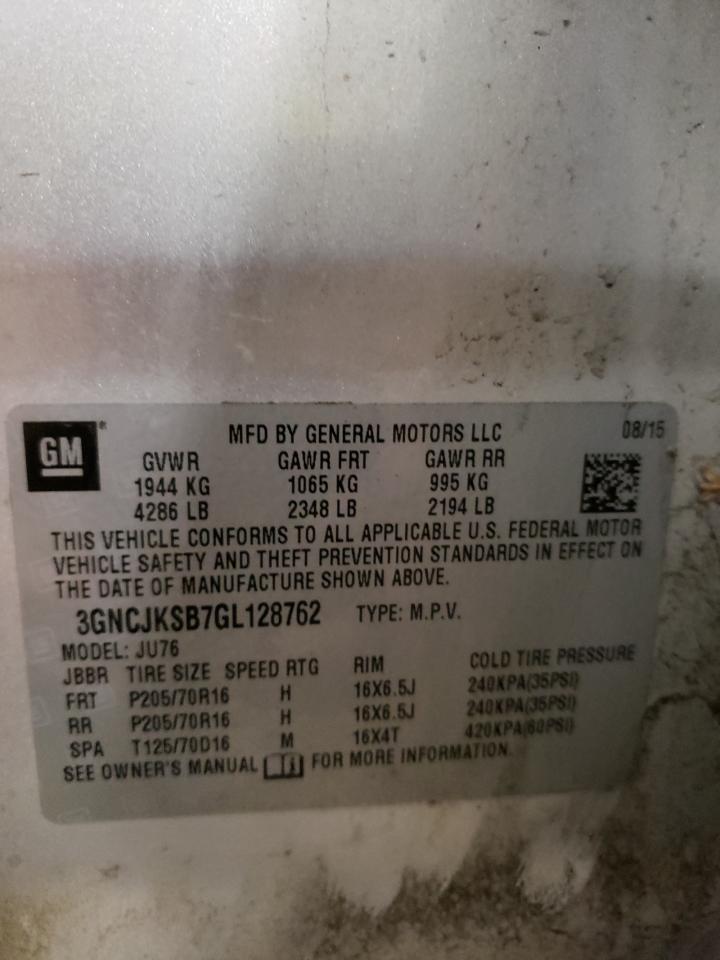 GM
MFD BY GENERAL MOTORS LLC 08/15
GVWR GAWR FRT GAWR RR
1944 KG 1065 KG 995 KG
4286 LB 2348 LB 2194 LB
THIS VEHICLE CONFORMS TO ALL APPLICABLE U.S. FEDERAL MOTOR
VEHICLE SAFETY AND THEFT PREVENTION STANDARDS IN EFFECT ON
THE DATE OF MANUFACTURE SHOWN ABOVE.
3GNCJKSB7GL128762 TYPE: M.P.V.
MODEL: JU76
JBBR TIRE SIZE SPEED RTG RIM COLD TIRE PRESSURE
FRT P205/70R16 H 16X6.5J 240KPA(35PSI)
RR P205/70R16 H 16X6.5J 240KPA(35PSI)
SPA T125/70D16 M 16X4T 420KPA(60PSI)
SEE OWNER'S MANUAL FOR MORE INFORMATION.